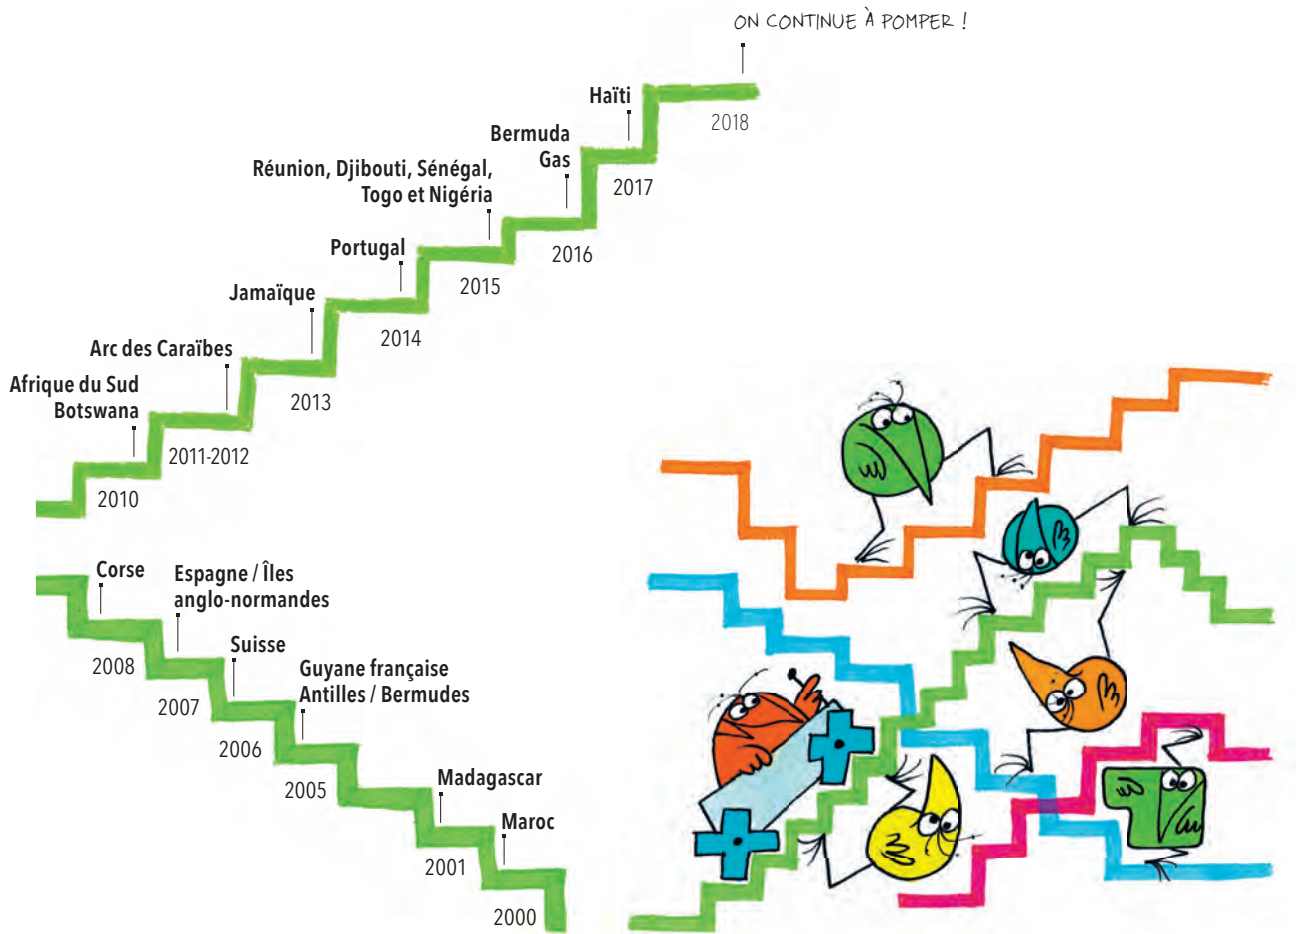 ON CONTINUE À POMPER !
Haïti
2018
Bermuda
Gas
2017
Réunion, Djibouti, Sénégal,
Togo et Nigéria
2016
Portugal
2015
Jamaïque
2014
Arc des Caraïbes
2013
Afrique du Sud
Botswana
2011-2012
2010
Corse
Espagne / Îles
anglo-normandes
2008
Suisse
2007
Guyane française
Antilles / Bermudes
2006
2005
Madagascar
Maroc
2001
2000